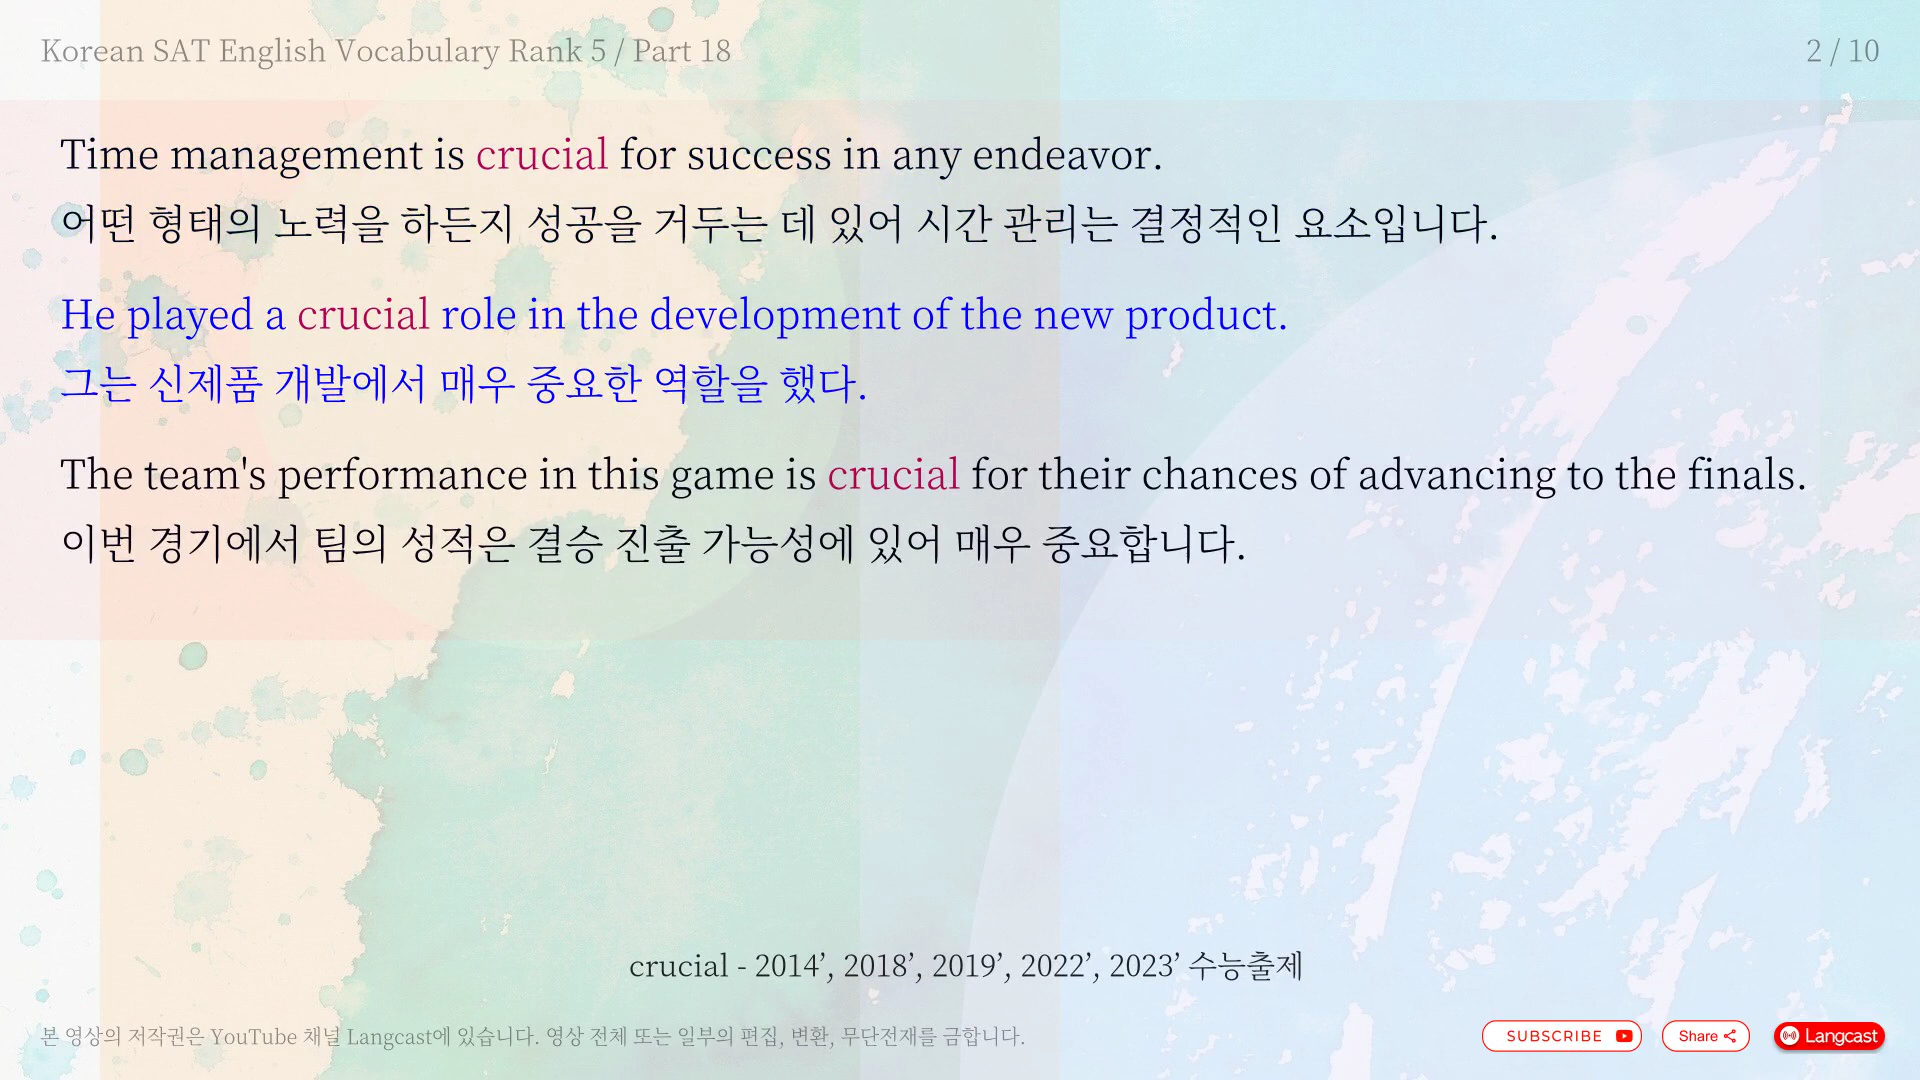 Korean SAT English Vocabulary Rank 5 / Part 18
2 / 10
Time management is crucial for success in any endeavor.
어떤 형태의 노력을 하든지 성공을 거두는 데 있어 시간 관리는 결정적인 요소입니다.
He played a crucial role in the development of the new product.
그는 신제품 개발에서 매우 중요한 역할을 했다.
The team's performance in this game is crucial for their chances of advancing to the finals.
이번 경기에서 팀의 성적은 결승 진출 가능성에 있어 매우 중요합니다.
crucial - 2014’, 2018’, 2019’, 2022’, 2023’ 수능출제
본 영상의 저작권은 YouTube 채널 Langcast에 있습니다. 영상 전체 또는 일부의 편집, 변환, 무단전재를 금합니다.
SUBSCRIBE
Share
Langcast